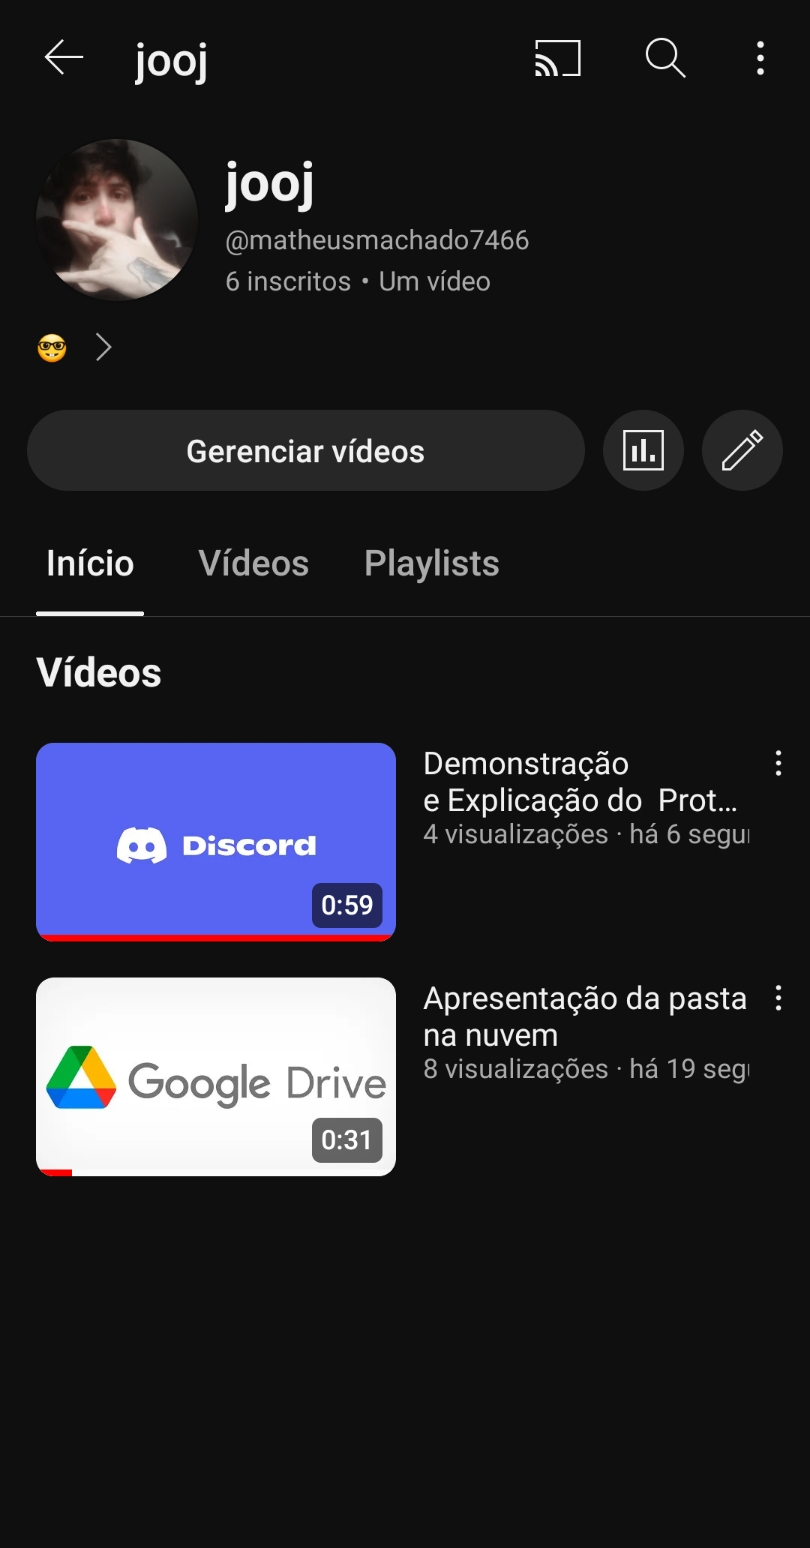 jooj
jooj
@matheusmachado7466
6 inscritos • Um vídeo
Gerenciar vídeos
Início Vídeos Playlists
Vídeos
Discord
0:59
Demonstração
e Explicação do Prot...
4 visualizações · há 6 segu
Google Drive
0:31
Apresentação da pasta
na nuvem
8 visualizações · há 19 seg